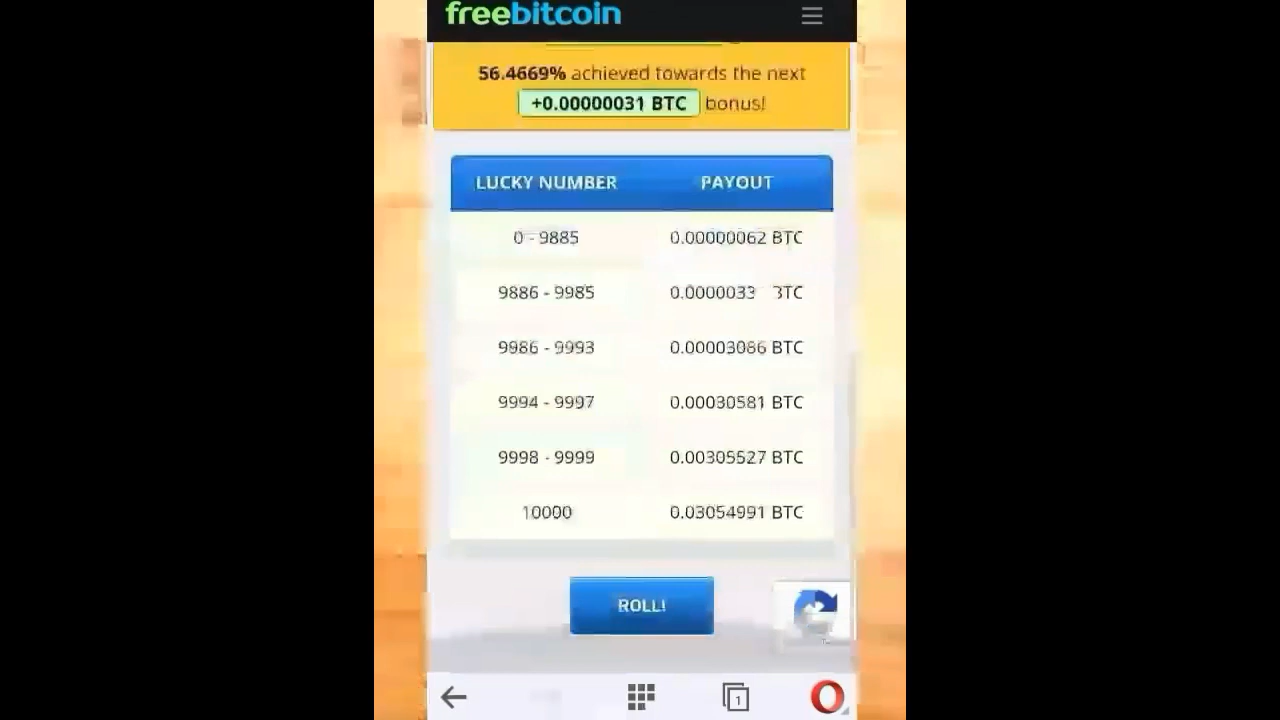 freebitcoin
56.4669% achieved towards the next
+0.00000031 BTC bonus!
LUCKY NUMBER PAYOUT
0 - 9885 0.00000062 BTC
9886 - 9985
9986 - 9993 0.00003086 BTC
9994 - 9997 0.00030581 BTC
9998 - 9999 0.00305527 BTC
10000 0.03054991 BTC
ROLL!
1